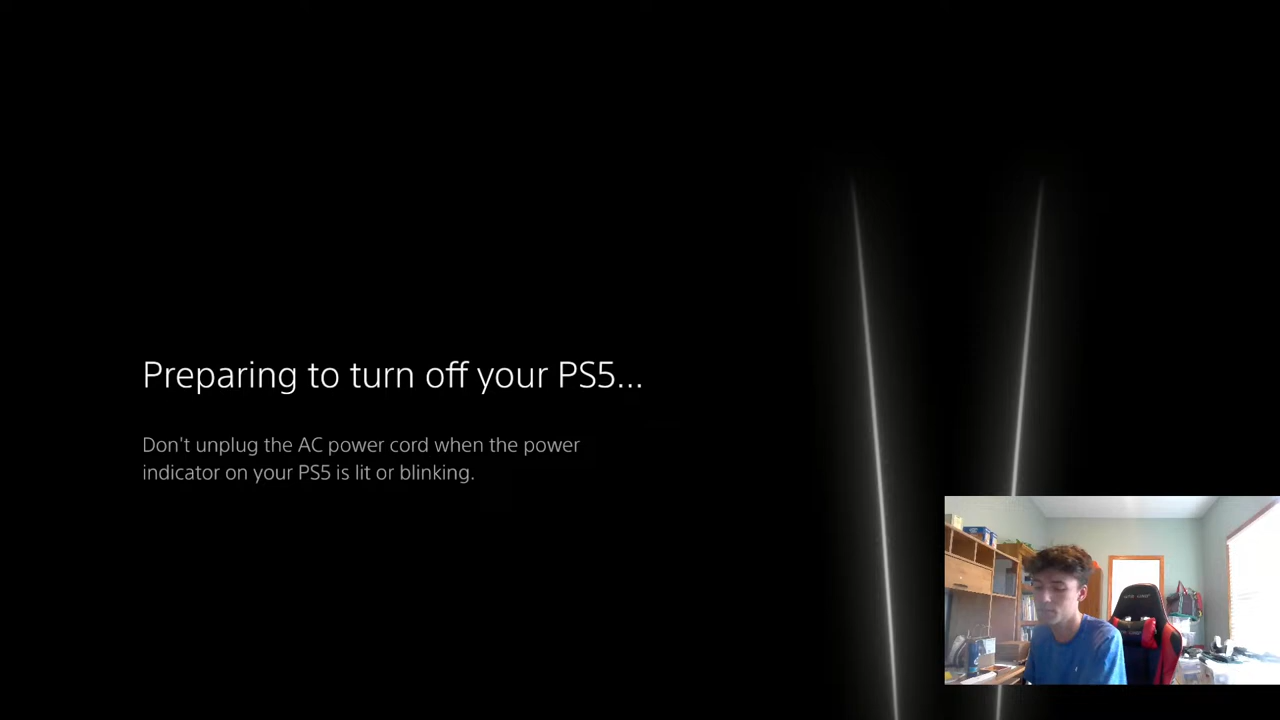 Preparing to turn off your PS5...
Don't unplug the AC power cord when the power
indicator on your PS5 is lit or blinking.